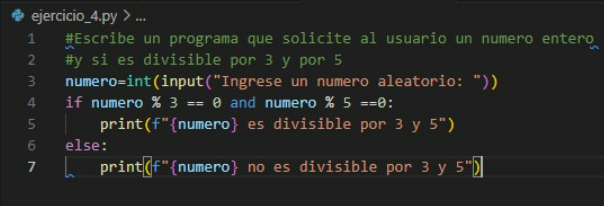 ejercicio_4.py > ...
1 #Escribe un programa que solicite al usuario un numero entero
2 #y si es divisible por 3 y por 5
3 numero=int(input("Ingrese un numero aleatorio: "))
4 if numero % 3 == 0 and numero % 5 ==0:
5     print(f"{numero} es divisible por 3 y 5")
6 else:
7     print(f"{numero} no es divisible por 3 y 5")